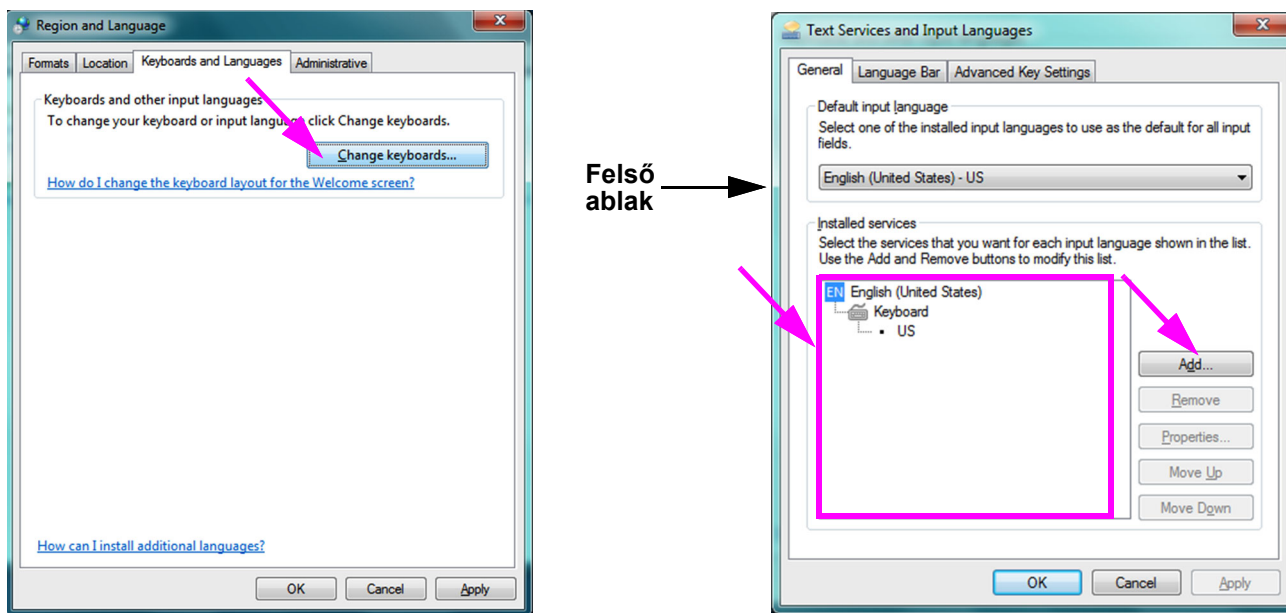 Region and Language
Formats Location Keyboards and Languages Administrative
Keyboards and other input languages
To change your keyboard or input language click Change keyboards.
Change keyboards...
How do I change the keyboard layout for the Welcome screen?
How can I install additional languages?
OK Cancel Apply
Felső
ablak
Text Services and Input Languages
General Language Bar Advanced Key Settings
Default input language
Select one of the installed input languages to use as the default for all input
fields.
English (United States) - US
Installed services
Select the services that you want for each input language shown in the list.
Use the Add and Remove buttons to modify this list.
EN English (United States)
Keyboard
US
Add...
Remove
Properties...
Move Up
Move Down
OK Cancel Apply